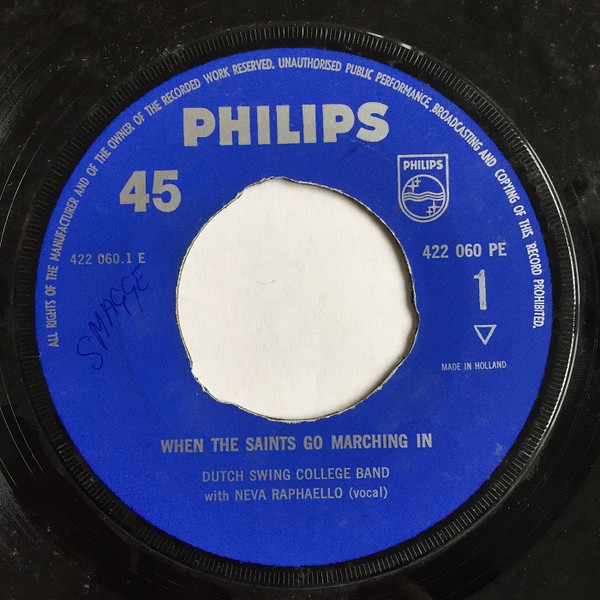 ALL RIGHTS OF THE MANUFACTURER AND OF THE OWNER OF THE RECORDED WORK RESERVED. UNAUTHORISED PUBLIC PERFORMANCE, BROADCASTING AND COPYING OF THIS RECORD PROHIBITED.
PHILIPS
45
PHILIPS
422 060.1 E
422 060 PE
SMAGGE
1
MADE IN HOLLAND
WHEN THE SAINTS GO MARCHING IN
DUTCH SWING COLLEGE BAND
with NEVA RAPHAELLO (vocal)